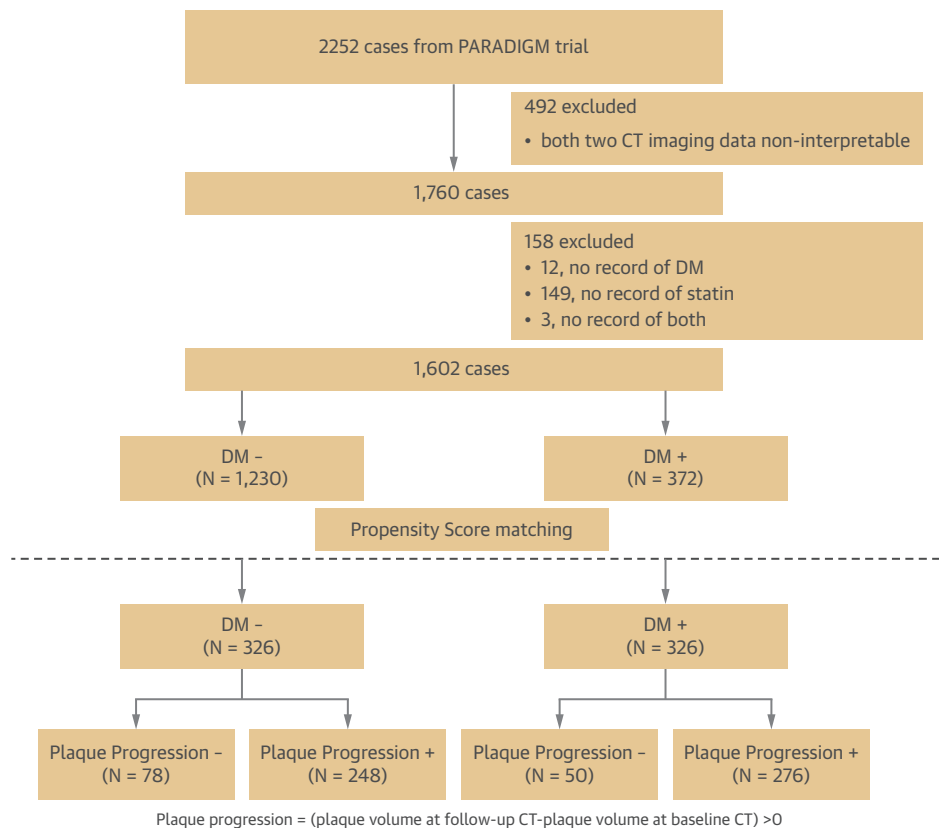 2252 cases from PARADIGM trial
492 excluded
• both two CT imaging data non-interpretable
1,760 cases
158 excluded
• 12, no record of DM
• 149, no record of statin
• 3, no record of both
1,602 cases
DM −
(N = 1,230)
DM +
(N = 372)
Propensity Score matching
DM −
(N = 326)
DM +
(N = 326)
Plaque Progression −
(N = 78)
Plaque Progression +
(N = 248)
Plaque Progression −
(N = 50)
Plaque Progression +
(N = 276)
Plaque progression = (plaque volume at follow-up CT-plaque volume at baseline CT) >0